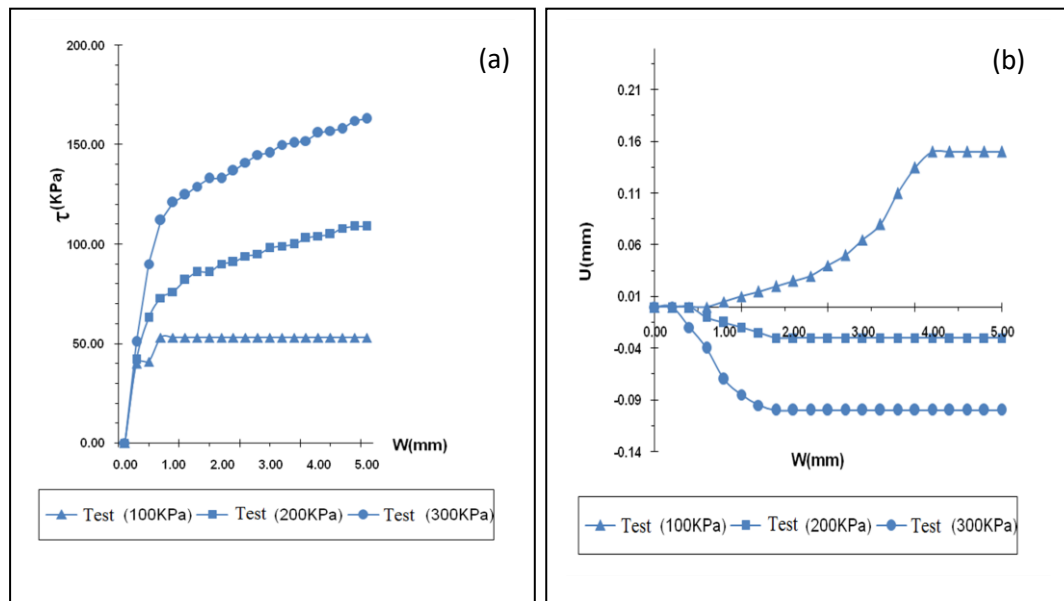 (a)
200.00
150.00
100.00
50.00
0.00
τ(KPa)
0.00 1.00 2.00 3.00 4.00 5.00
W(mm)
Test (100KPa) Test (200KPa) Test (300KPa)
(b)
0.21
0.16
0.11
0.06
0.01
-0.04
-0.09
-0.14
U(mm)
0.00 1.00 2.00 3.00 4.00 5.00
W(mm)
Test (100KPa) Test (200KPa) Test (300KPa)